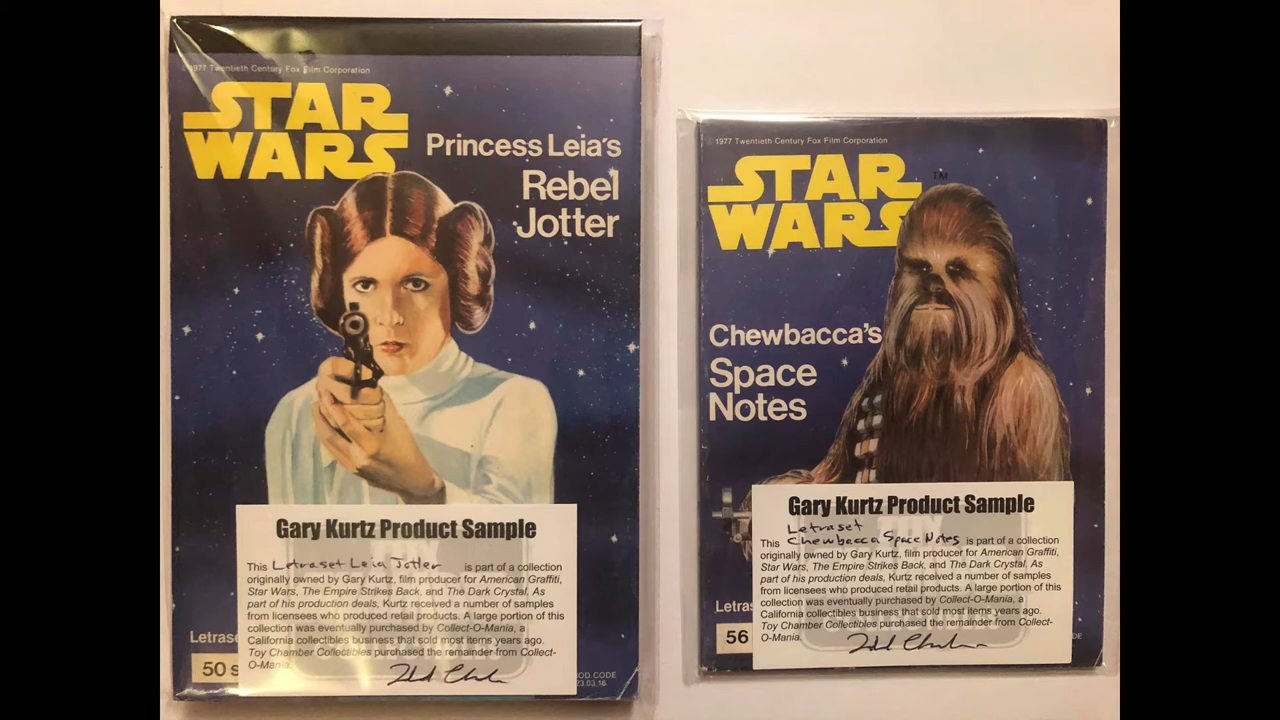 ©1977 Twentieth Century Fox Film Corporation
STAR
WARS
Princess Leia's
Rebel
Jotter
Gary Kurtz Product Sample
This Letraset Leia Jotter is part of a collection
originally owned by Gary Kurtz, film producer for American Graffiti,
Star Wars, The Empire Strikes Back, and The Dark Crystal. As
part of his production deals, Kurtz received a number of samples
from licensees who produced retail products. A large portion of this
collection was eventually purchased by Collect-O-Mania, a
California collectibles business that sold most items years ago.
Toy Chamber Collectibles purchased the remainder from Collect-
O-Mania.
Letrase
50 s
OD.CODE
23.03.16
1977 Twentieth Century Fox Film Corporation
STAR
WARS
TM
Chewbacca's
Space
Notes
Gary Kurtz Product Sample
Letraset
This Chewbacca Space Notes is part of a collection
originally owned by Gary Kurtz, film producer for American Graffiti,
Star Wars, The Empire Strikes Back, and The Dark Crystal. As
part of his production deals, Kurtz received a number of samples
from licensees who produced retail products. A large portion of this
collection was eventually purchased by Collect-O-Mania, a
California collectibles business that sold most items years ago.
Toy Chamber Collectibles purchased the remainder from Collect-
O-Mania.
Letras
56
DE